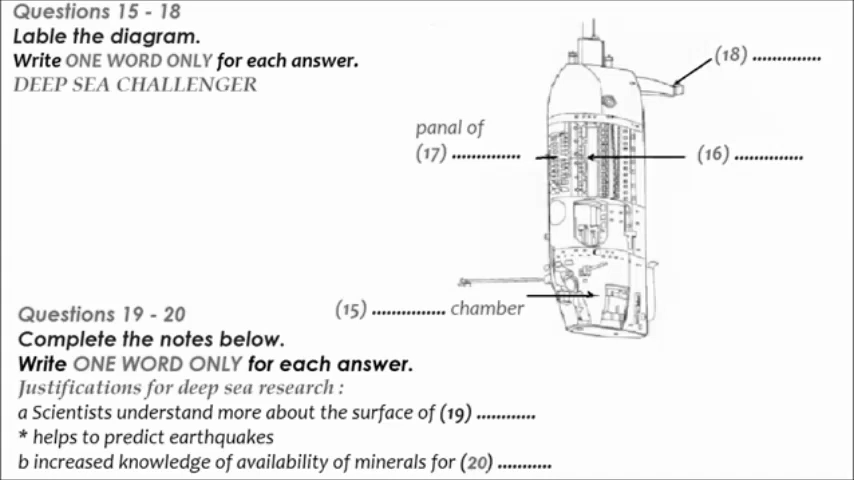 Questions 15 - 18
Lable the diagram.
Write ONE WORD ONLY for each answer.
DEEP SEA CHALLENGER
(18) ..............
panal of
(17) ..............
(16) ..............
(15) ............... chamber
Questions 19 - 20
Complete the notes below.
Write ONE WORD ONLY for each answer.
Justifications for deep sea research :
a Scientists understand more about the surface of (19) ............
* helps to predict earthquakes
b increased knowledge of availability of minerals for (20) ...........